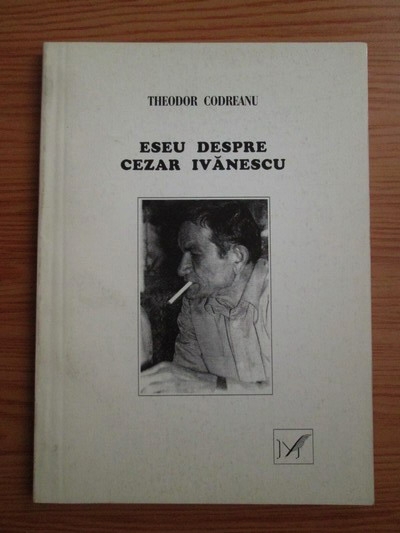 THEODOR CODREANU
ESEU DESPRE
CEZAR IVĂNESCU